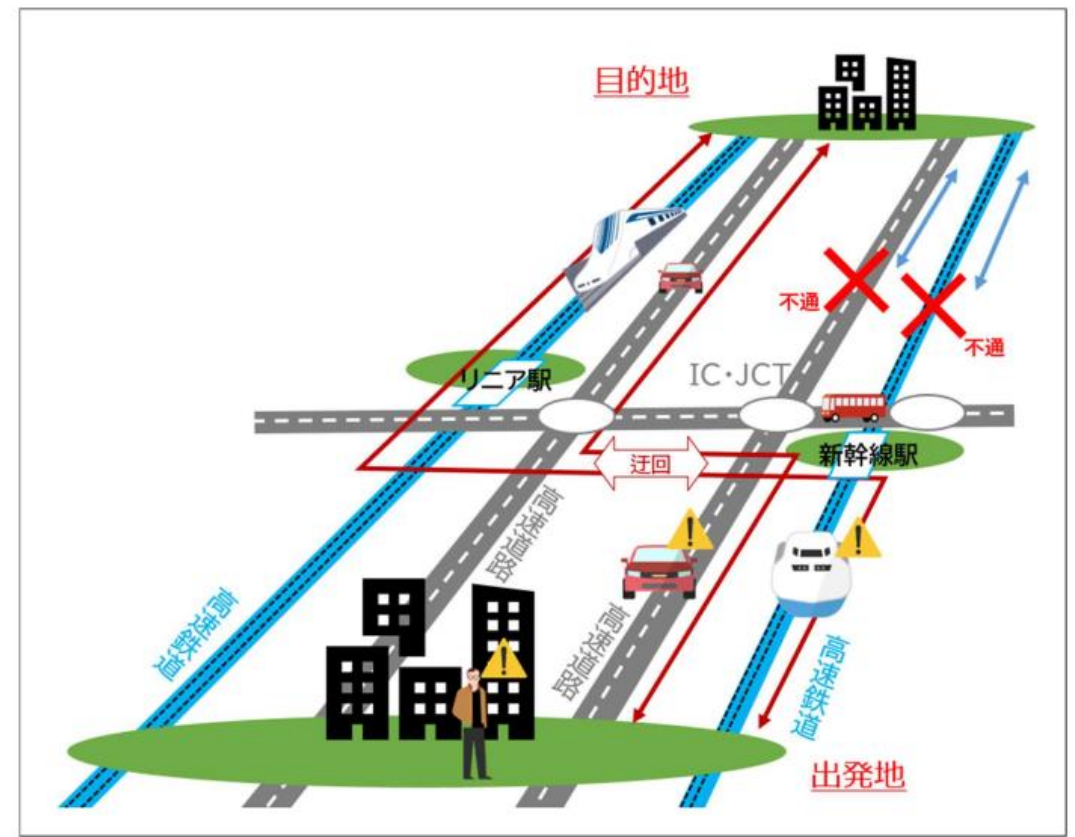 目的地
不通
不通
リニア駅
IC・JCT
新幹線駅
迂回
高速道路
高速鉄道
高速道路
高速鉄道
出発地